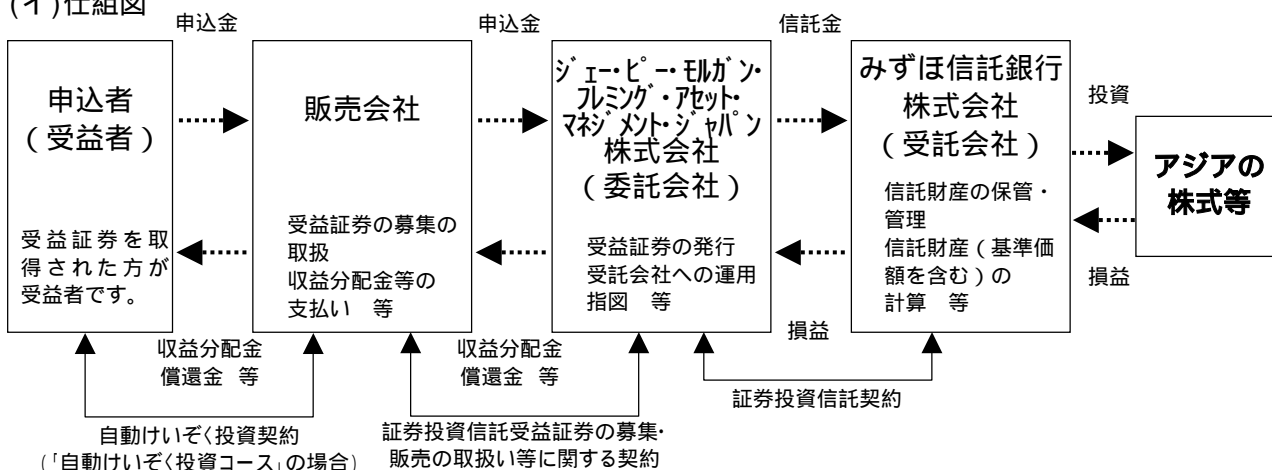 (イ)仕組図
申込金
申込金
信託金
申込者
(受益者)
受益証券を取
得された方が
受益者です。
販売会社
受益証券の募集の
取扱
収益分配金等の
支払い 等
ジェー・ピー・モルガン・
フレミング・アセット・
マネジメント・ジャパン
株式会社
(委託会社)
受益証券の発行
受託会社への運用
指図 等
みずほ信託銀行
株式会社
(受託会社)
信託財産の保管・
管理
信託財産(基準価
額を含む)の
計算 等
投資
アジアの
株式等
損益
収益分配金
償還金 等
収益分配金
償還金 等
損益
自動けいぞく投資契約
(「自動けいぞく投資コース」の場合)
証券投資信託受益証券の募集・
販売の取扱い等に関する契約
証券投資信託契約